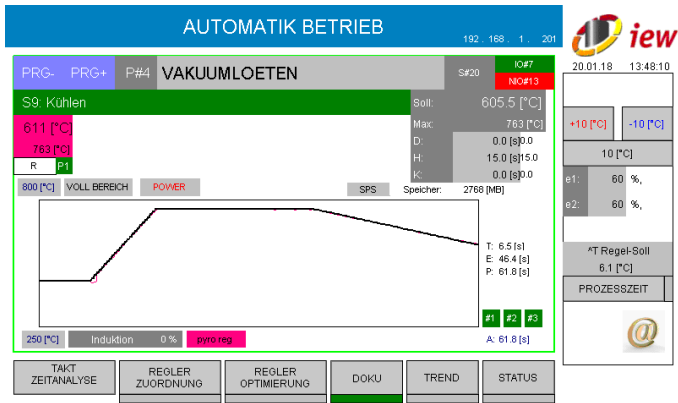 AUTOMATIK BETRIEB
192 . 168 . 1 . 201
iew
PRG- PRG+ P#4 VAKUUMLOETEN S#20 IO#7
NIO#13
20.01.18 13:48:10
S9: Kühlen Soll: 605.5 [°C]
611 [°C] Max: 763 [°C]
763 [°C] D: 0.0 [s]0.0
R P1 H: 15.0 [s]15.0
K: 0.0 [s]0.0
+10 [°C] -10 [°C]
10 [°C]
e1: 60 %,
e2: 60 %,
800 [°C] VOLL BEREICH POWER SPS Speicher: 2768 [MB]
T: 6.5 [s]
E: 46.4 [s]
P: 61.8 [s]
^T Regel-Soll
6.1 [°C]
PROZESSZEIT
#1 #2 #3
250 [°C] Induktion 0 % pyro reg A: 61.8 [s]
@
TAKT
ZEITANALYSE
REGLER
ZUORDNUNG
REGLER
OPTIMIERUNG
DOKU
TREND
STATUS